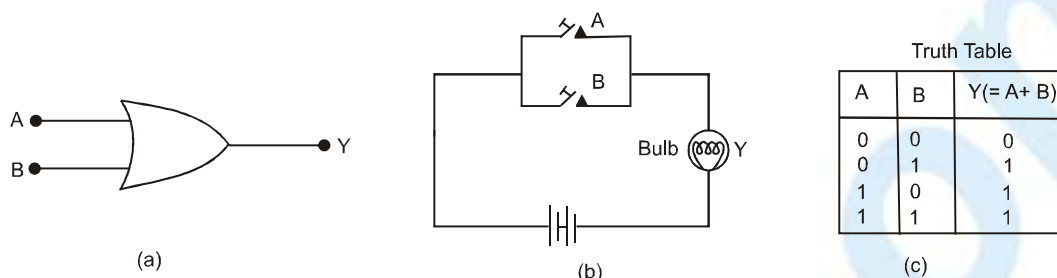 A
B
Y
(a)
A
B
Bulb
Y
(b)
Truth Table
A B Y(= A+ B)
0 0 0
0 1 1
1 0 1
1 1 1
(c)